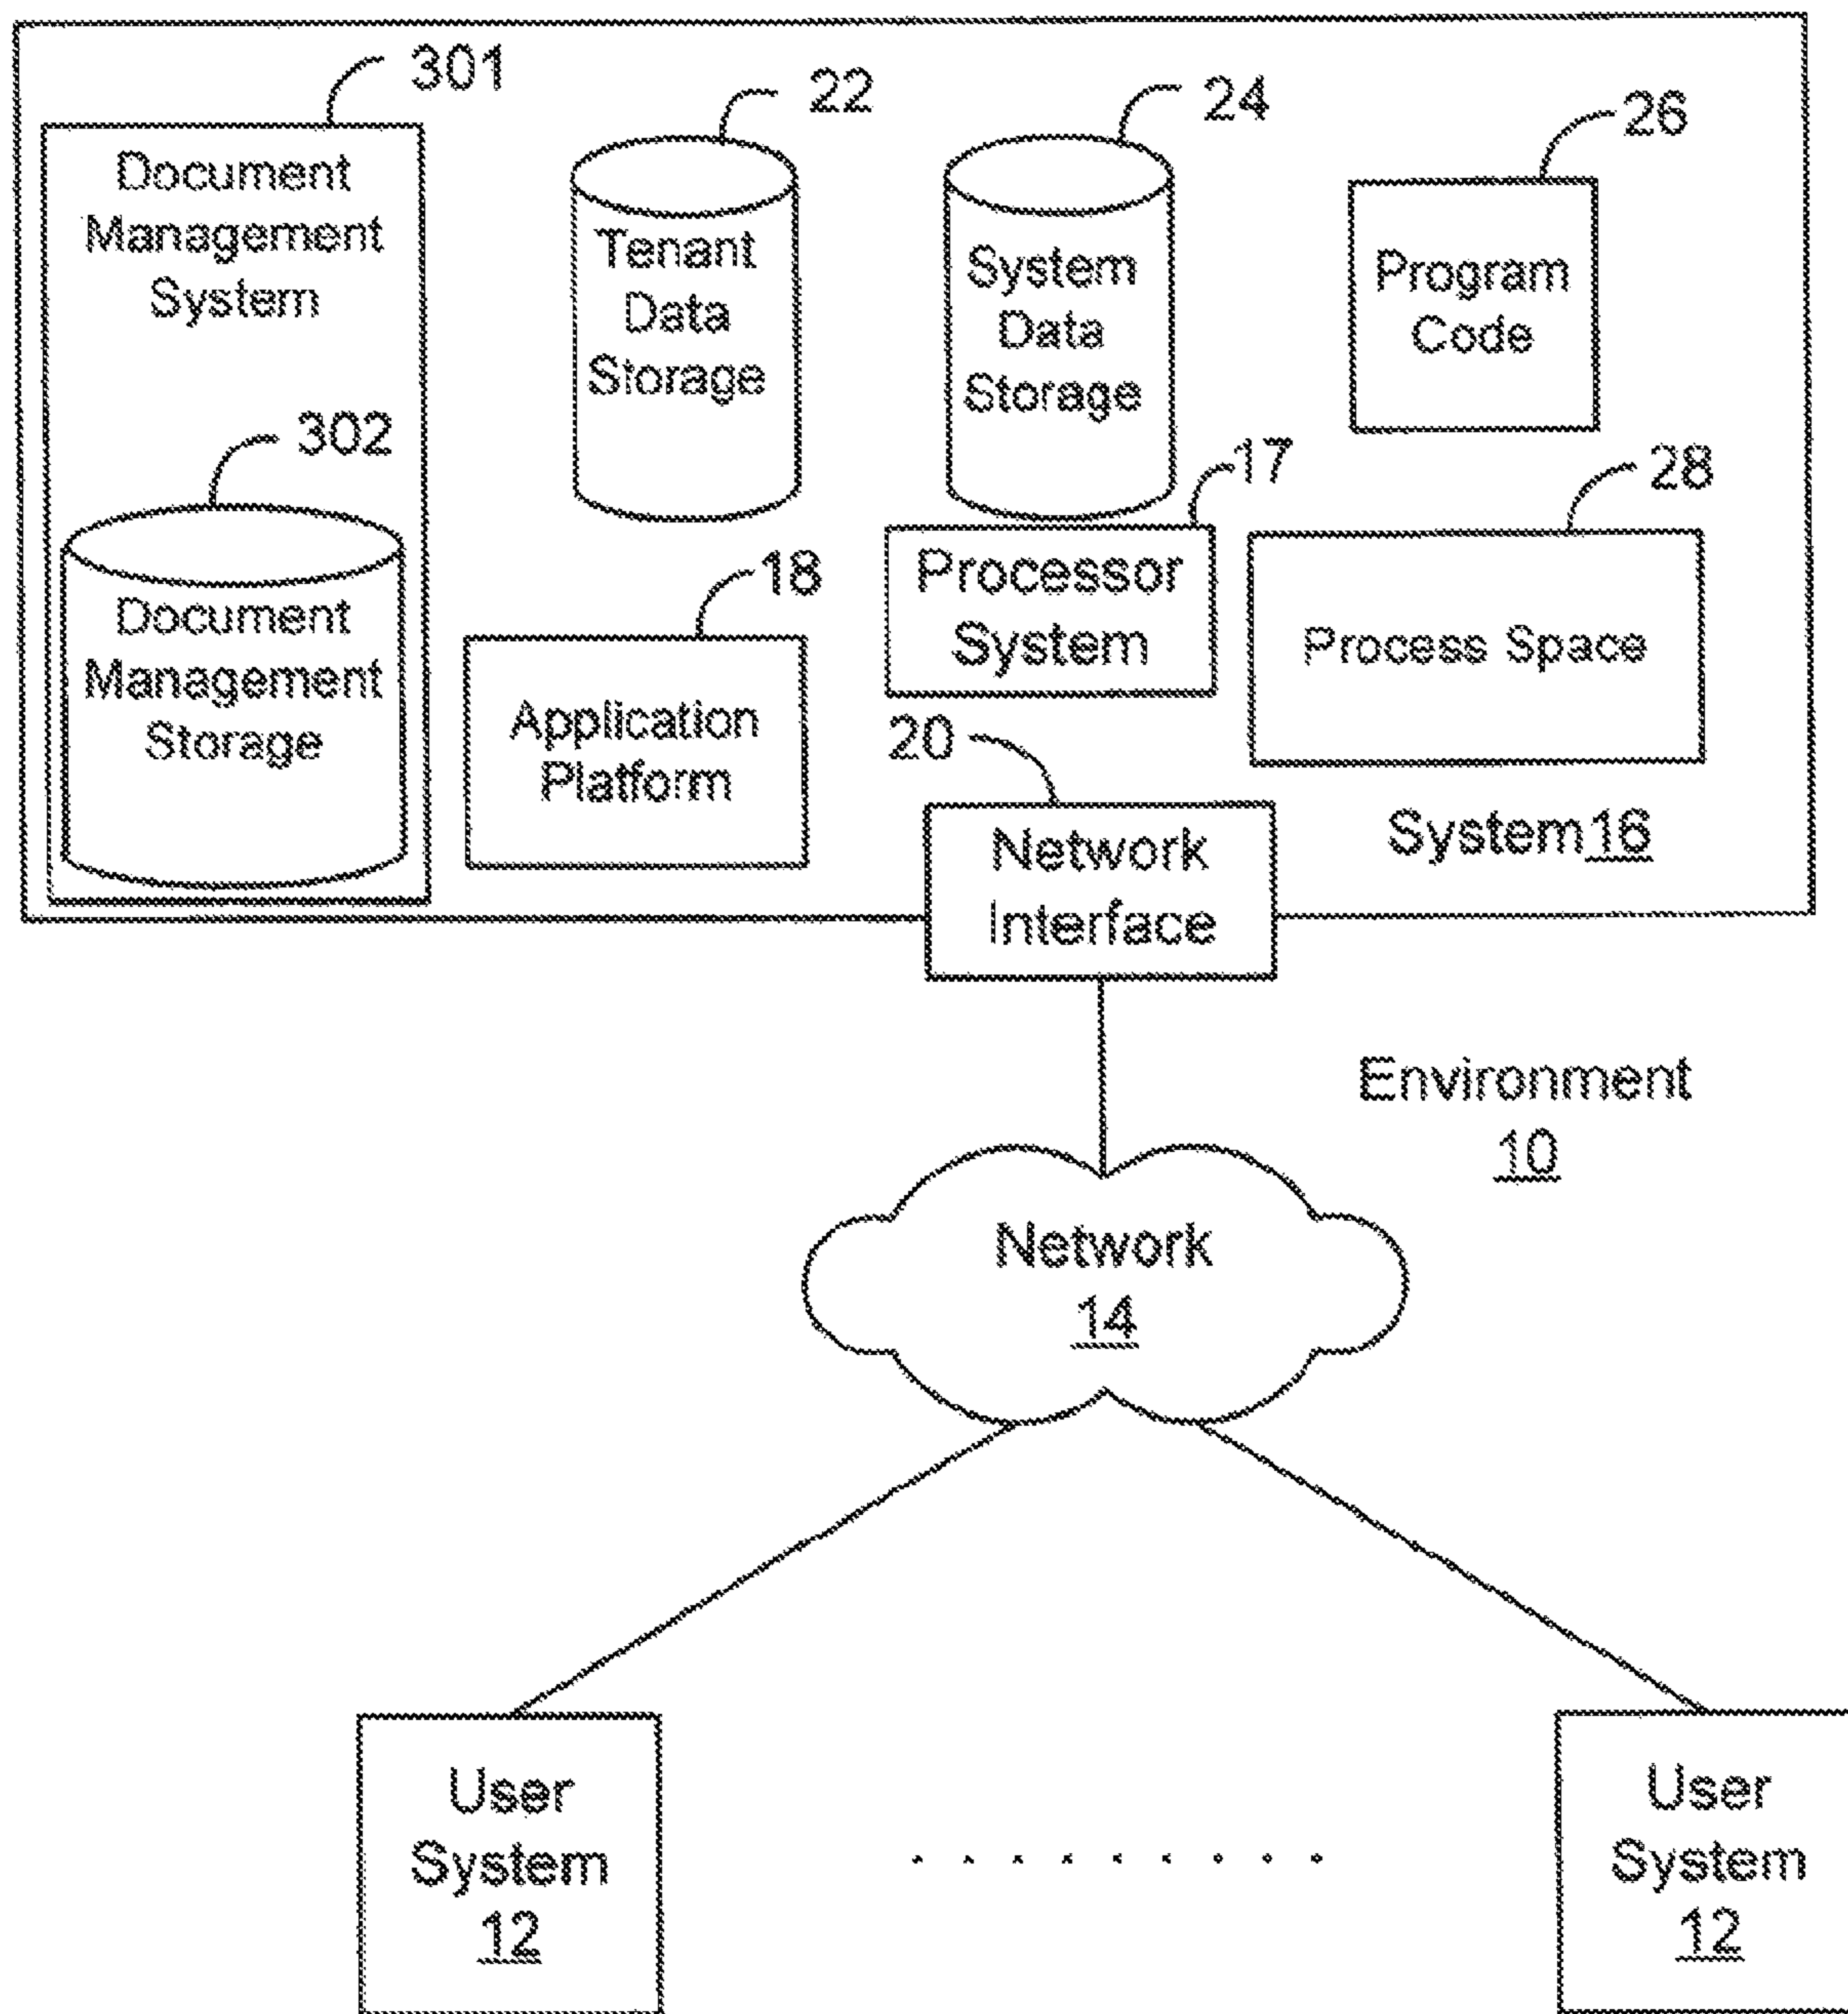 301
Document
Management
System
302
Document
Management
Storage
22
Tenant
Data
Storage
24
System
Data
Storage
26
Program
Code
17
Processor
System
28
Process Space
18
Application
Platform
20
Network
Interface
System 16
Environment
10
Network
14
User
System
12
User
System
12